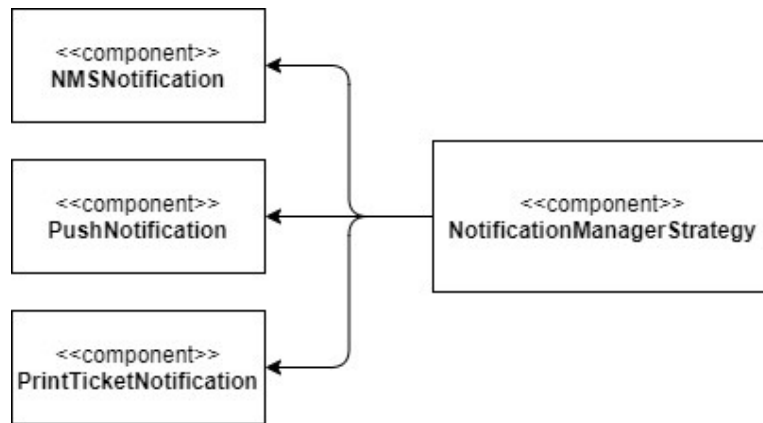 <<component>>
NMSNotification
<<component>>
PushNotification
<<component>>
NotificationManagerStrategy
<<component>>
PrintTicketNotification